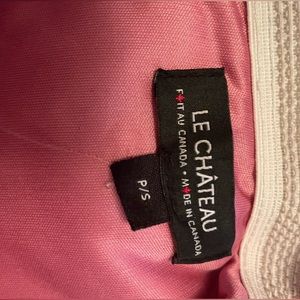 LE CHÂTEAU
FAIT AU CANADA • MADE IN CANADA
P/S